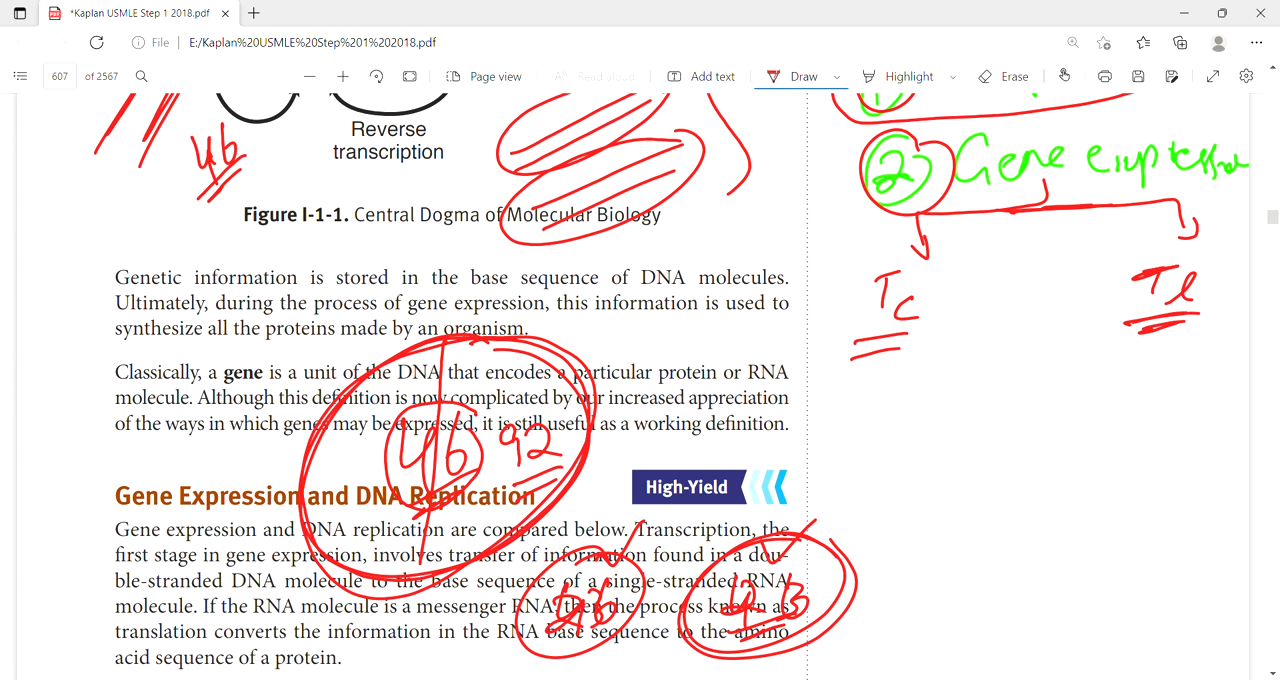 *Kaplan USMLE Step 1 2018.pdf
File E:/Kaplan%20USMLE%20Step%201%202018.pdf
607 of 2567 Page view Read aloud Add text Draw Highlight Erase
Reverse
transcription
46
Figure I-1-1. Central Dogma of Molecular Biology
1
2 Gene
Tc Tl
Genetic information is stored in the base sequence of DNA molecules.
Ultimately, during the process of gene expression, this information is used to
synthesize all the proteins made by an organism.
Classically, a gene is a unit of the DNA that encodes a particular protein or RNA
molecule. Although this definition is now complicated by our increased appreciation
of the ways in which genes may be expressed, it is still useful as a working definition.
46 92
Gene Expression and DNA Replication
High-Yield
Gene expression and DNA replication are compared below. Transcription, the
first stage in gene expression, involves transfer of information found in a dou-
ble-stranded DNA molecule to the base sequence of a single-stranded RNA
molecule. If the RNA molecule is a messenger RNA, then the process known as
translation converts the information in the RNA base sequence to the amino
acid sequence of a protein.